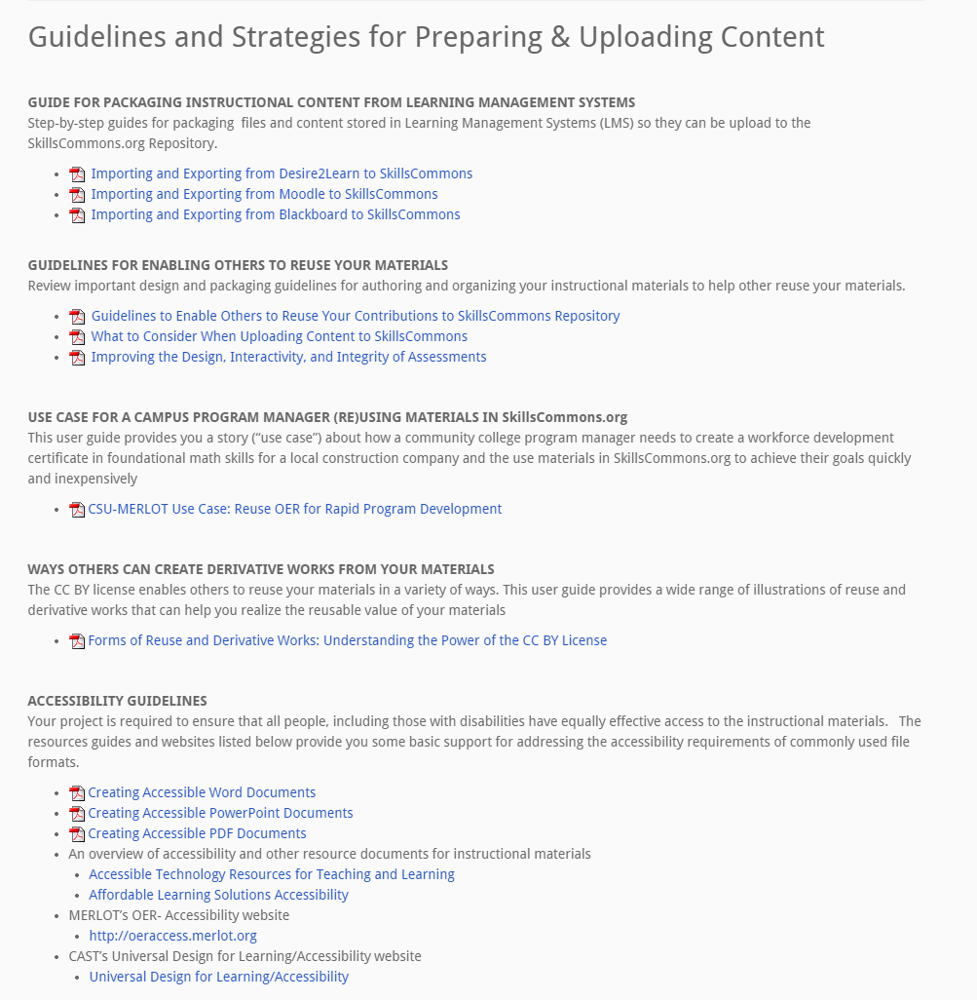 Guidelines and Strategies for Preparing & Uploading Content
GUIDE FOR PACKAGING INSTRUCTIONAL CONTENT FROM LEARNING MANAGEMENT SYSTEMS
Step-by-step guides for packaging files and content stored in Learning Management Systems (LMS) so they can be upload to the
SkillsCommons.org Repository.
Importing and Exporting from Desire2Learn to SkillsCommons
Importing and Exporting from Moodle to SkillsCommons
Importing and Exporting from Blackboard to SkillsCommons
GUIDELINES FOR ENABLING OTHERS TO REUSE YOUR MATERIALS
Review important design and packaging guidelines for authoring and organizing your instructional materials to help other reuse your materials.
Guidelines to Enable Others to Reuse Your Contributions to SkillsCommons Repository
What to Consider When Uploading Content to SkillsCommons
Improving the Design, Interactivity, and Integrity of Assessments
USE CASE FOR A CAMPUS PROGRAM MANAGER (RE)USING MATERIALS IN SkillsCommons.org
This user guide provides you a story (“use case”) about how a community college program manager needs to create a workforce development
certificate in foundational math skills for a local construction company and the use materials in SkillsCommons.org to achieve their goals quickly
and inexpensively
CSU-MERLOT Use Case: Reuse OER for Rapid Program Development
WAYS OTHERS CAN CREATE DERIVATIVE WORKS FROM YOUR MATERIALS
The CC BY license enables others to reuse your materials in a variety of ways. This user guide provides a wide range of illustrations of reuse and
derivative works that can help you realize the reusable value of your materials
Forms of Reuse and Derivative Works: Understanding the Power of the CC BY License
ACCESSIBILITY GUIDELINES
Your project is required to ensure that all people, including those with disabilities have equally effective access to the instructional materials. The
resources guides and websites listed below provide you some basic support for addressing the accessibility requirements of commonly used file
formats.
Creating Accessible Word Documents
Creating Accessible PowerPoint Documents
Creating Accessible PDF Documents
An overview of accessibility and other resource documents for instructional materials
Accessible Technology Resources for Teaching and Learning
Affordable Learning Solutions Accessibility
MERLOT’s OER- Accessibility website
http://oeraccess.merlot.org
CAST’s Universal Design for Learning/Accessibility website
Universal Design for Learning/Accessibility